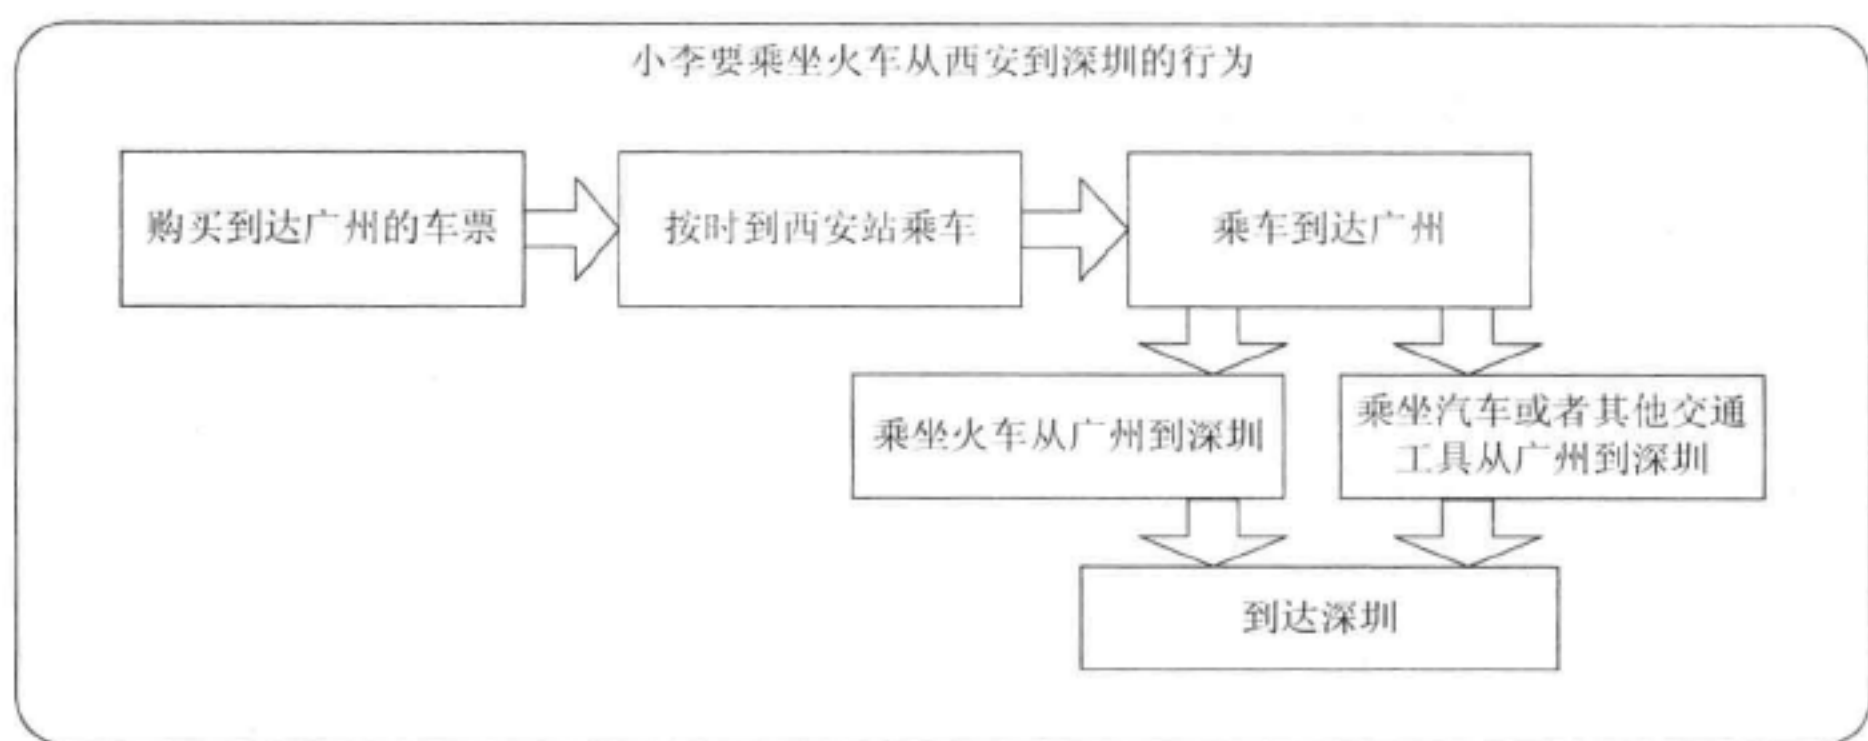 小李要乘坐火车从西安到深圳的行为
购买到达广州的车票
按时到西安站乘车
乘车到达广州
乘坐火车从广州到深圳
乘坐汽车或者其他交通
工具从广州到深圳
到达深圳